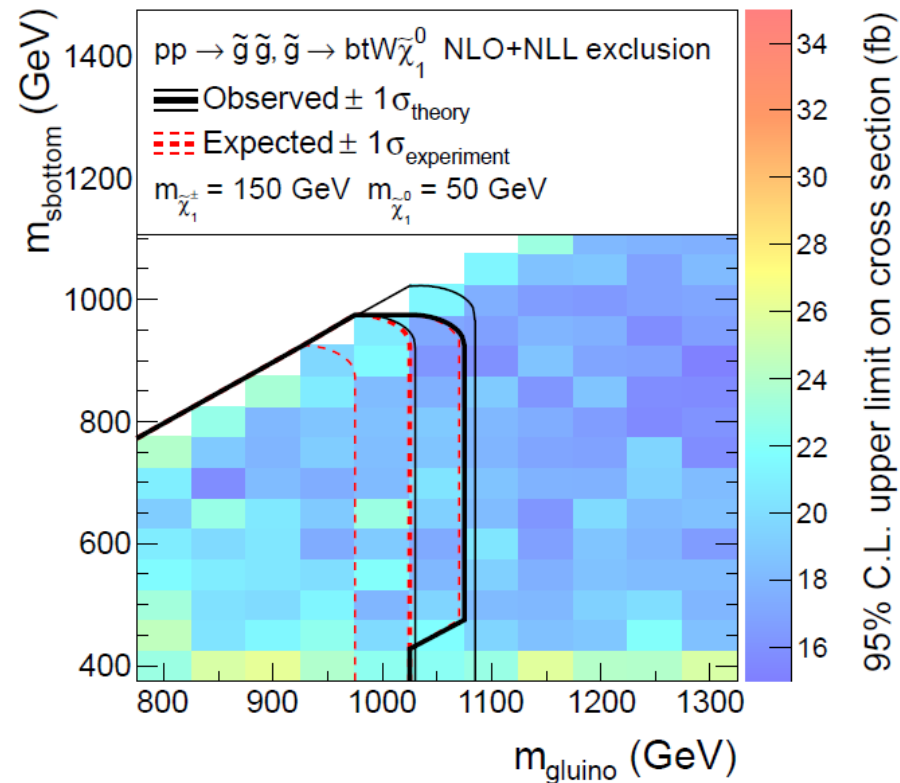 pp → g̃ g̃, g̃ → btWχ̃₁⁰ NLO+NLL exclusion
Observed ± 1σ_theory
Expected ± 1σ_experiment
m_χ̃₁± = 150 GeV m_χ̃₁⁰ = 50 GeV
m_sbottom (GeV)
1400
1200
1000
800
600
400
800 900 1000 1100 1200 1300
m_gluino (GeV)
34
32
30
28
26
24
22
20
18
16
95% C.L. upper limit on cross section (fb)